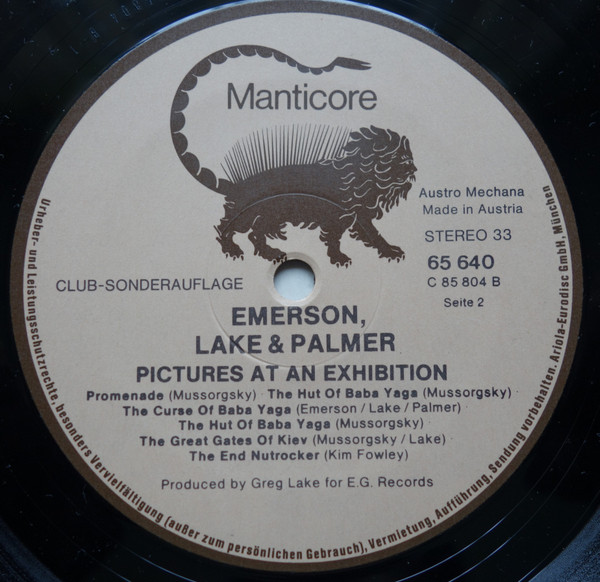 Manticore
Austro Mechana
Made in Austria
STEREO 33
65 640
C 85 804 B
Seite 2
CLUB-SONDERAUFLAGE
EMERSON,
LAKE & PALMER
PICTURES AT AN EXHIBITION
Promenade (Mussorgsky) · The Hut Of Baba Yaga (Mussorgsky) ·
The Curse Of Baba Yaga (Emerson / Lake / Palmer) ·
The Hut Of Baba Yaga (Mussorgsky) ·
The Great Gates Of Kiev (Mussorgsky / Lake) ·
The End Nutrocker (Kim Fowley)
Produced by Greg Lake for E.G. Records
Urheber- und Leistungsschutzrechte, besonders Vervielfältigung (außer zum persönlichen Gebrauch), Vermietung, Aufführung, Sendung vorbehalten. Ariola-Eurodisc GmbH, München